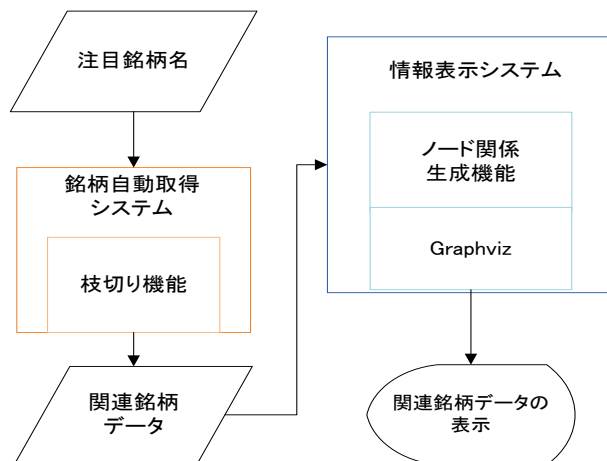 注目銘柄名
銘柄自動取得
システム
枝切り機能
関連銘柄
データ
情報表示システム
ノード関係
生成機能
Graphviz
関連銘柄データの
表示